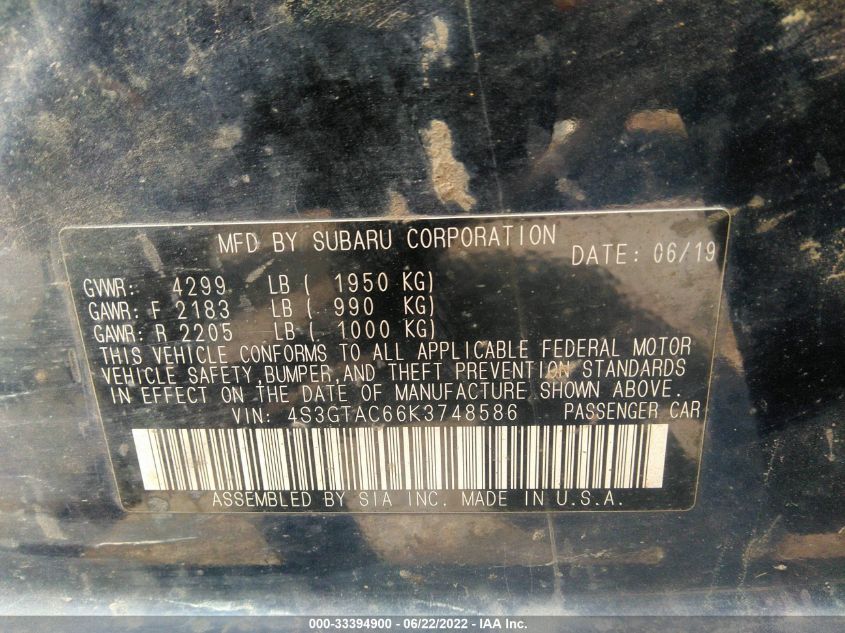 MFD BY SUBARU CORPORATION DATE: 06/19
GVWR: 4299 LB ( 1950 KG)
GAWR: F 2183 LB ( 990 KG)
GAWR: R 2205 LB ( 1000 KG)
THIS VEHICLE CONFORMS TO ALL APPLICABLE FEDERAL MOTOR
VEHICLE SAFETY,BUMPER,AND THEFT PREVENTION STANDARDS
IN EFFECT ON THE DATE OF MANUFACTURE SHOWN ABOVE.
VIN: 4S3GTAC66K3748586 PASSENGER CAR
ASSEMBLED BY SIA INC. MADE IN U.S.A.
000-33394900 - 06/22/2022 - IAA Inc.